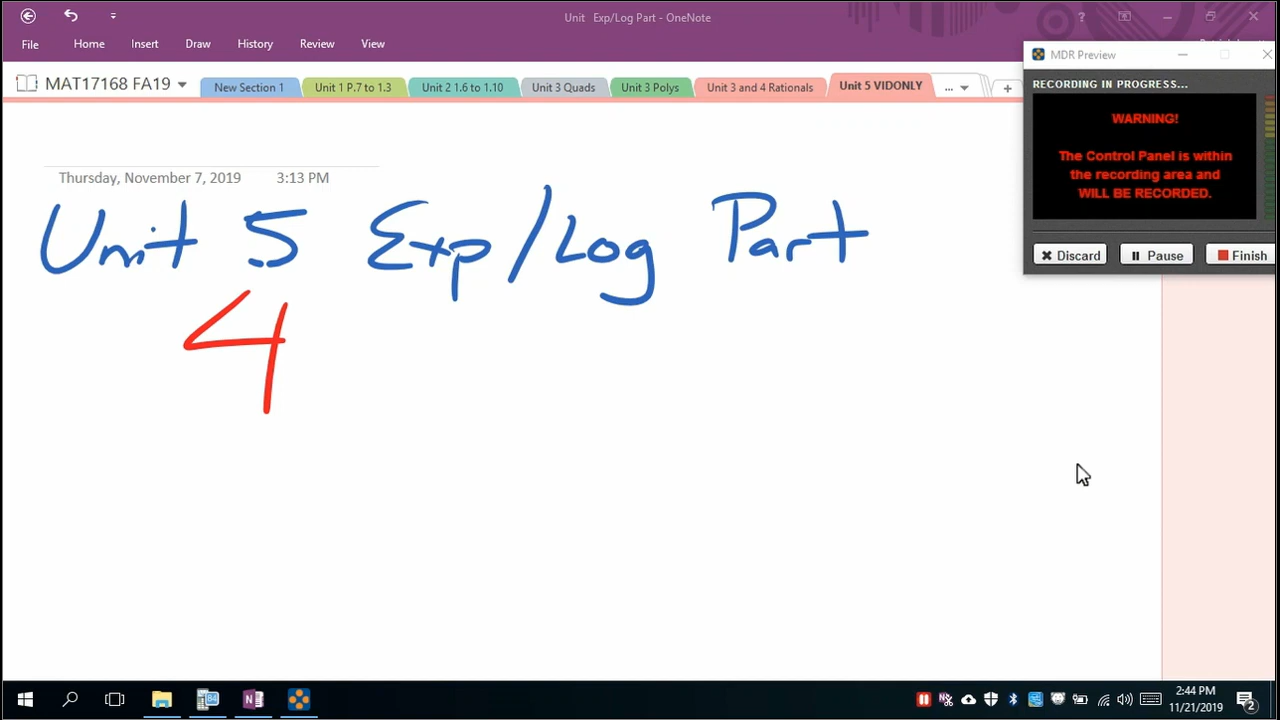 Unit Exp/Log Part - OneNote
?
File Home Insert Draw History Review View
MAT17168 FA19
New Section 1 Unit 1 P.7 to 1.3 Unit 2 1.6 to 1.10 Unit 3 Quads Unit 3 Polys Unit 3 and 4 Rationals Unit 5 VIDONLY ... +
MDR Preview
RECORDING IN PROGRESS...
WARNING!
The Control Panel is within
the recording area and
WILL BE RECORDED.
Discard Pause Finish
Thursday, November 7, 2019 3:13 PM
Unit 5 Exp/Log Part
4
2:44 PM
11/21/2019
2